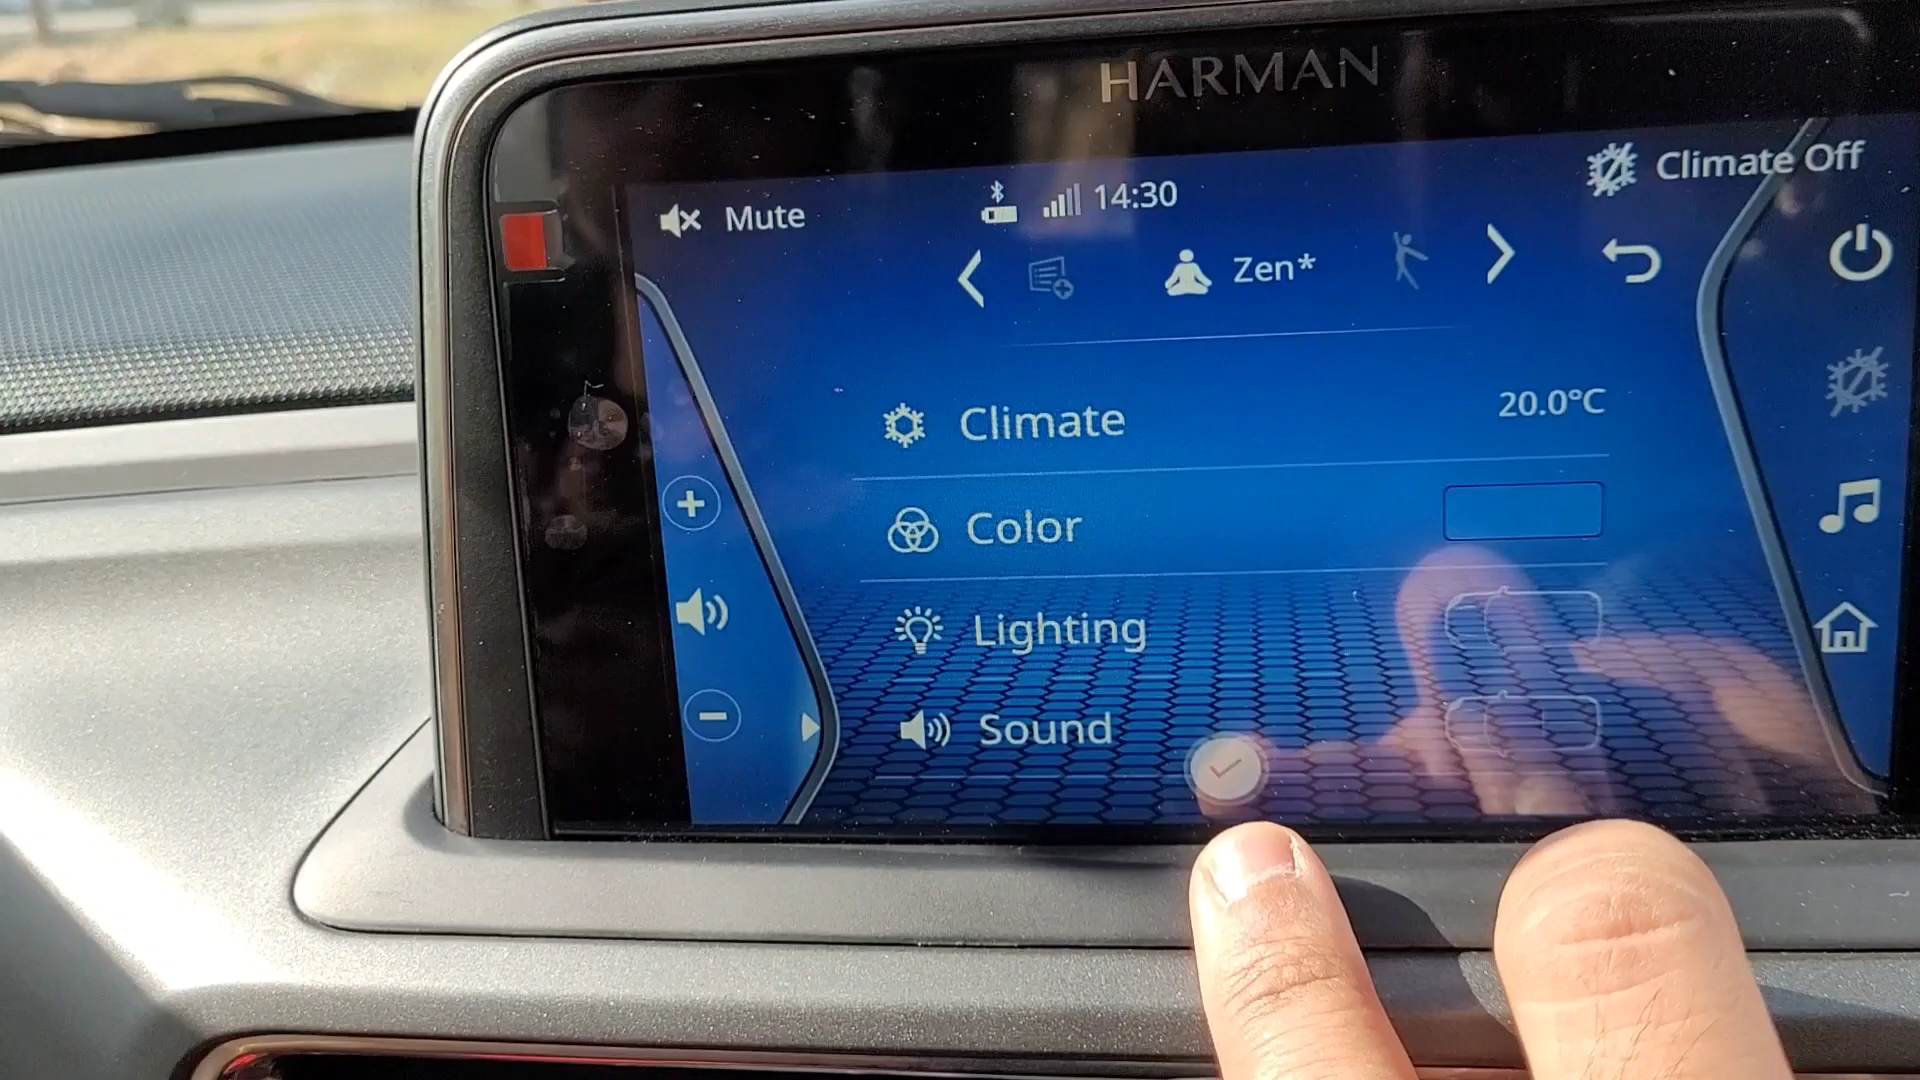 HARMAN
Mute
14:30
Climate Off
Zen*
Climate
20.0°C
Color
Lighting
Sound